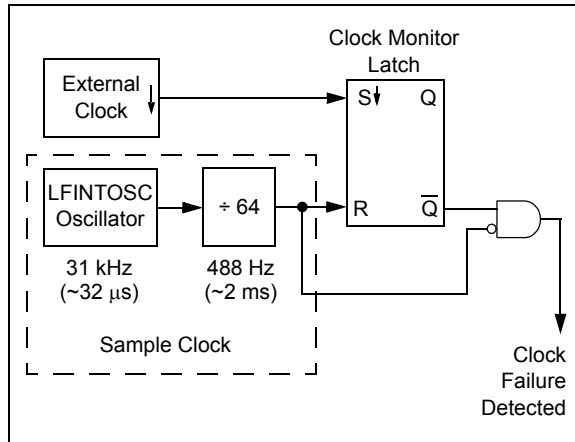 Clock Monitor
Latch
External
Clock
S
Q
LFINTOSC
Oscillator
÷ 64
R
Q̅
31 kHz
(~32 μs)
488 Hz
(~2 ms)
Sample Clock
Clock
Failure
Detected